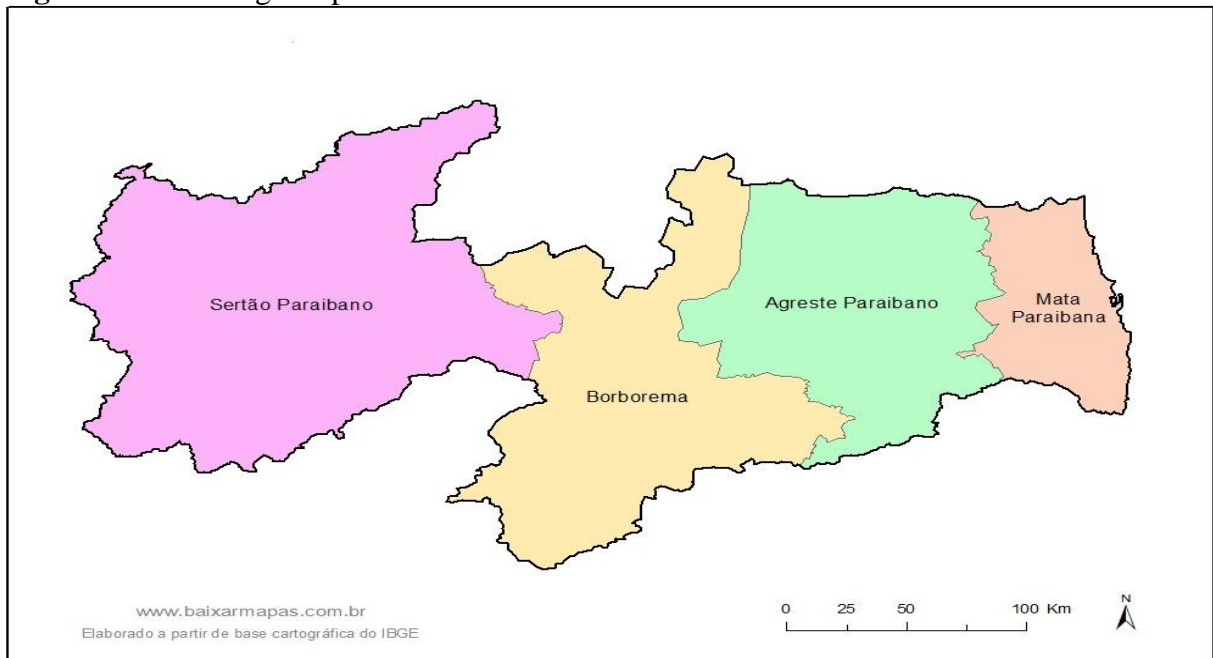 Sertão Paraibano
Borborema
Agreste Paraibano
Mata
Paraibana
www.baixarmapas.com.br
Elaborado a partir de base cartográfica do IBGE
0 25 50 100 Km
N